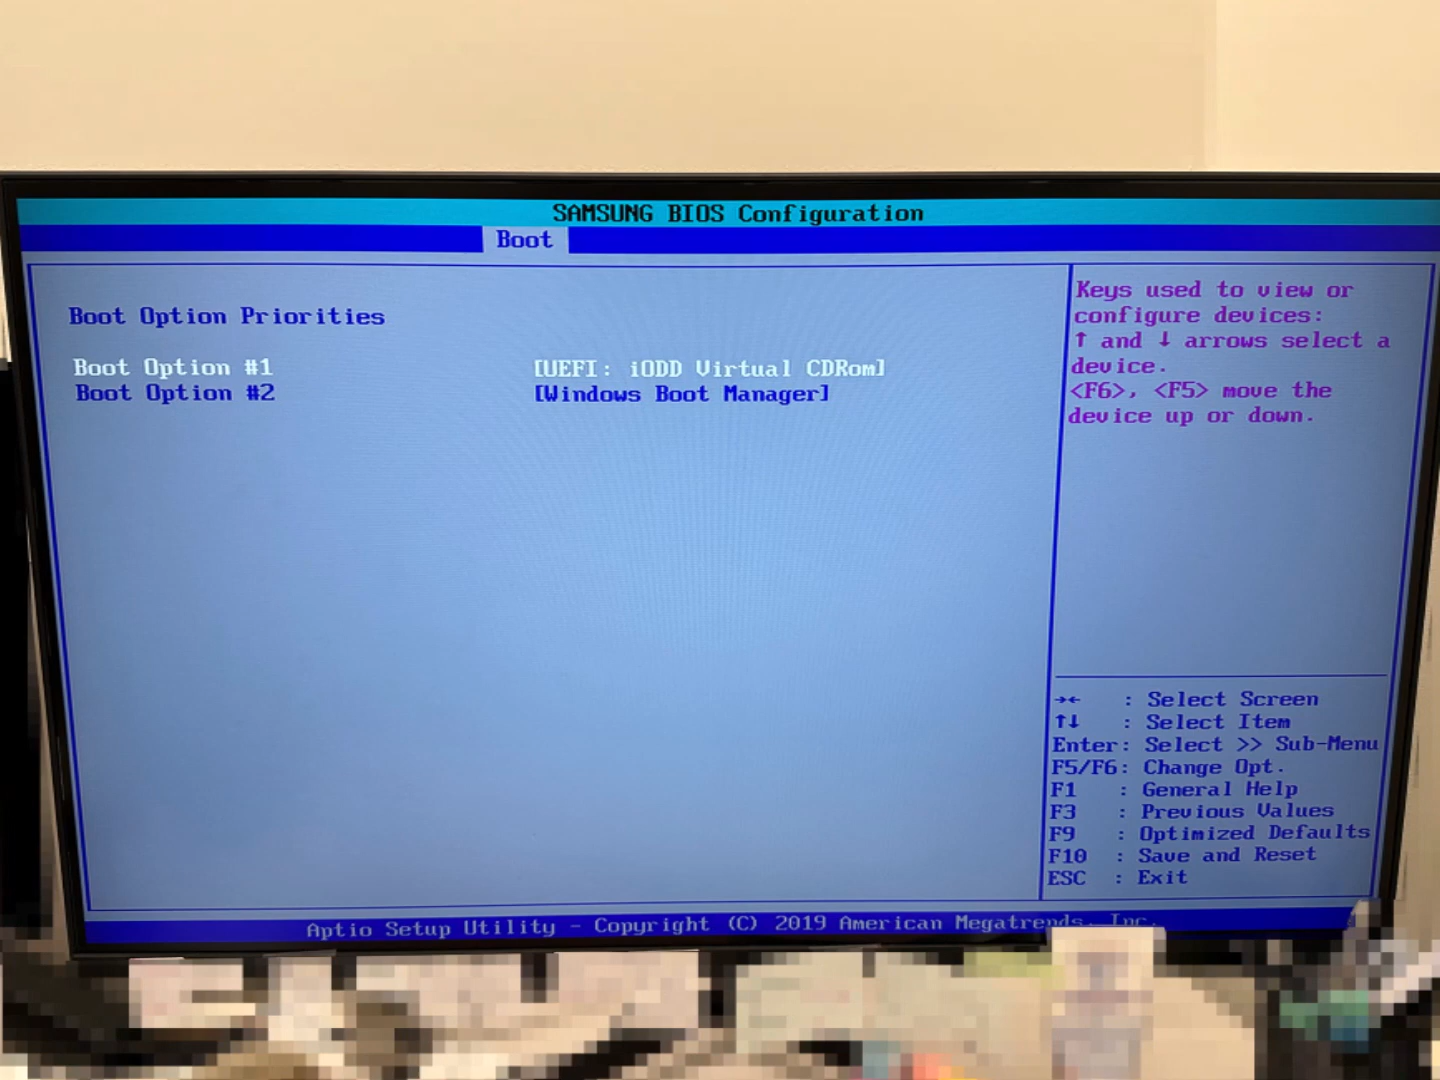 SAMSUNG BIOS Configuration
Boot
Boot Option Priorities
Boot Option #1 [UEFI: iODD Virtual CDRom]
Boot Option #2 [Windows Boot Manager]
Keys used to view or
configure devices:
↑ and ↓ arrows select a
device.
<F6>, <F5> move the
device up or down.
→← : Select Screen
↑↓ : Select Item
Enter: Select >> Sub-Menu
F5/F6: Change Opt.
F1 : General Help
F3 : Previous Values
F9 : Optimized Defaults
F10 : Save and Reset
ESC : Exit
Aptio Setup Utility - Copyright (C) 2019 American Megatrends, Inc.